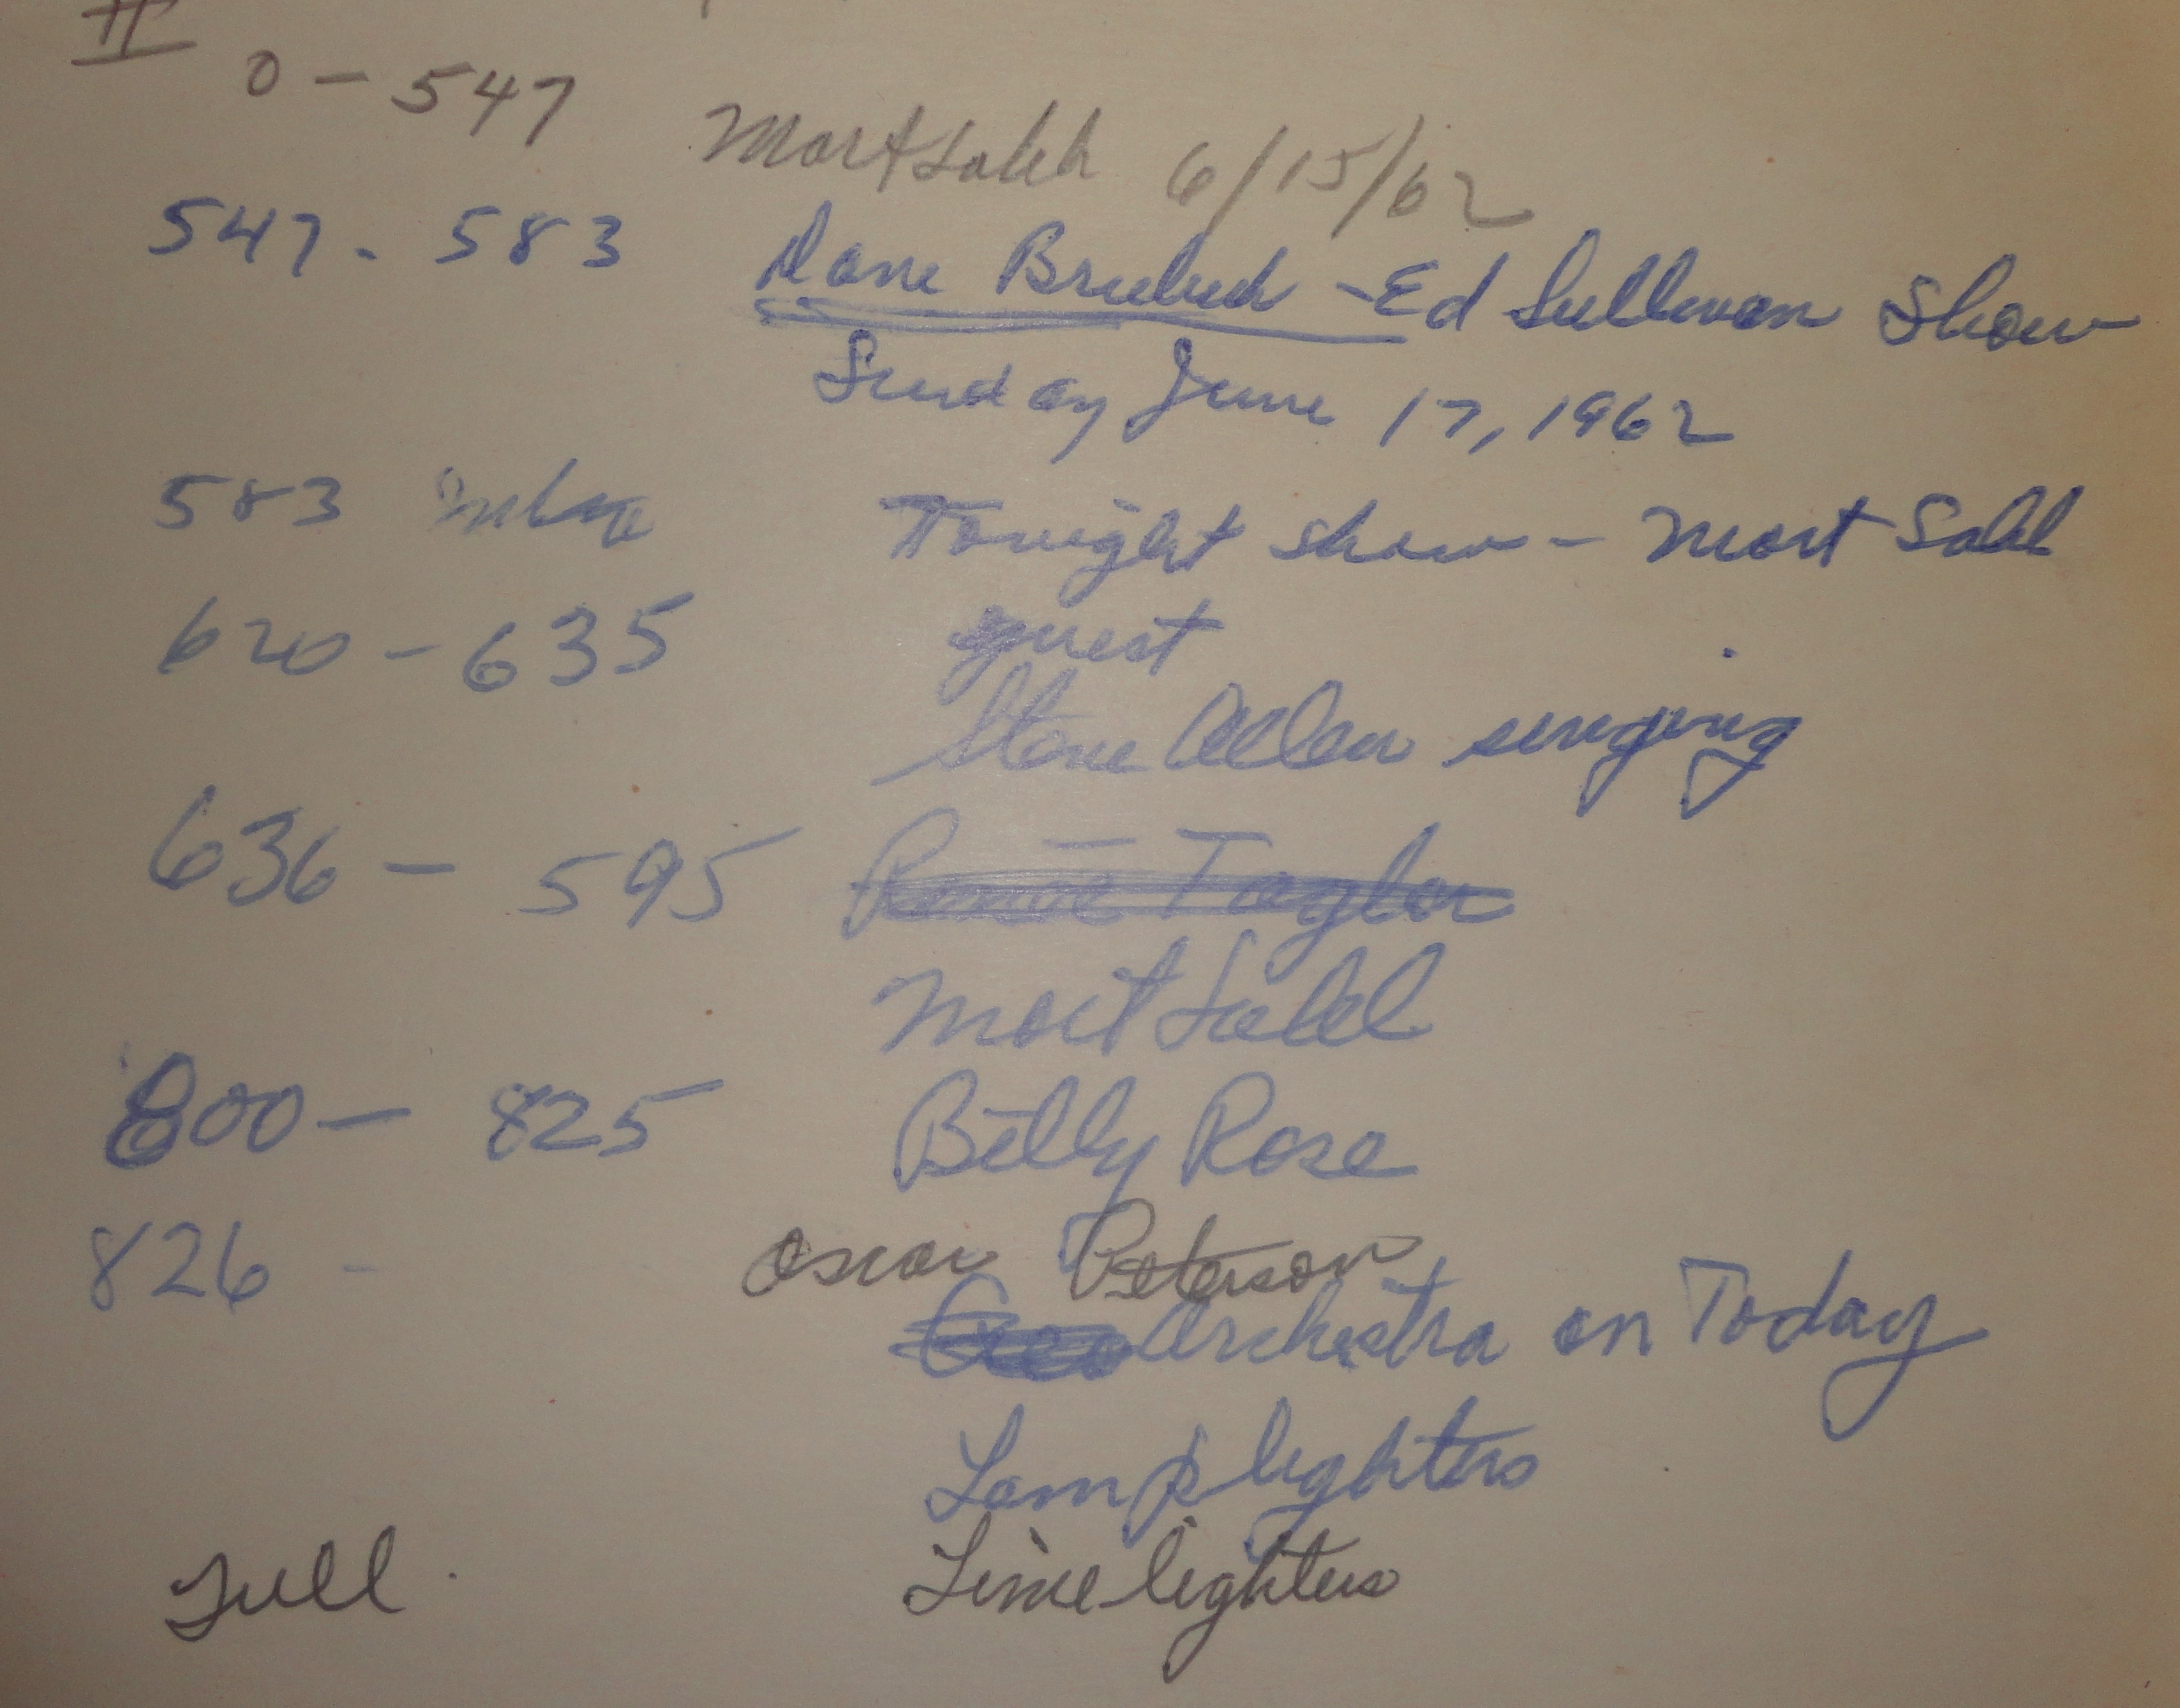 II
0 - 547 Mort Sahl 6/15/62
547 - 583 Dave Brubeck - Ed Sullivan Show
Sunday June 17, 1962
583 Tonight show - Mort Sahl
620 - 635 guest
Steve Allen singing
636 - 595 Renee Taylor
Mort Sahl
800 - 825 Billy Rose
826 - Oscar Peterson
Orchestra on Today
Lamplighters
Full. Limelighters